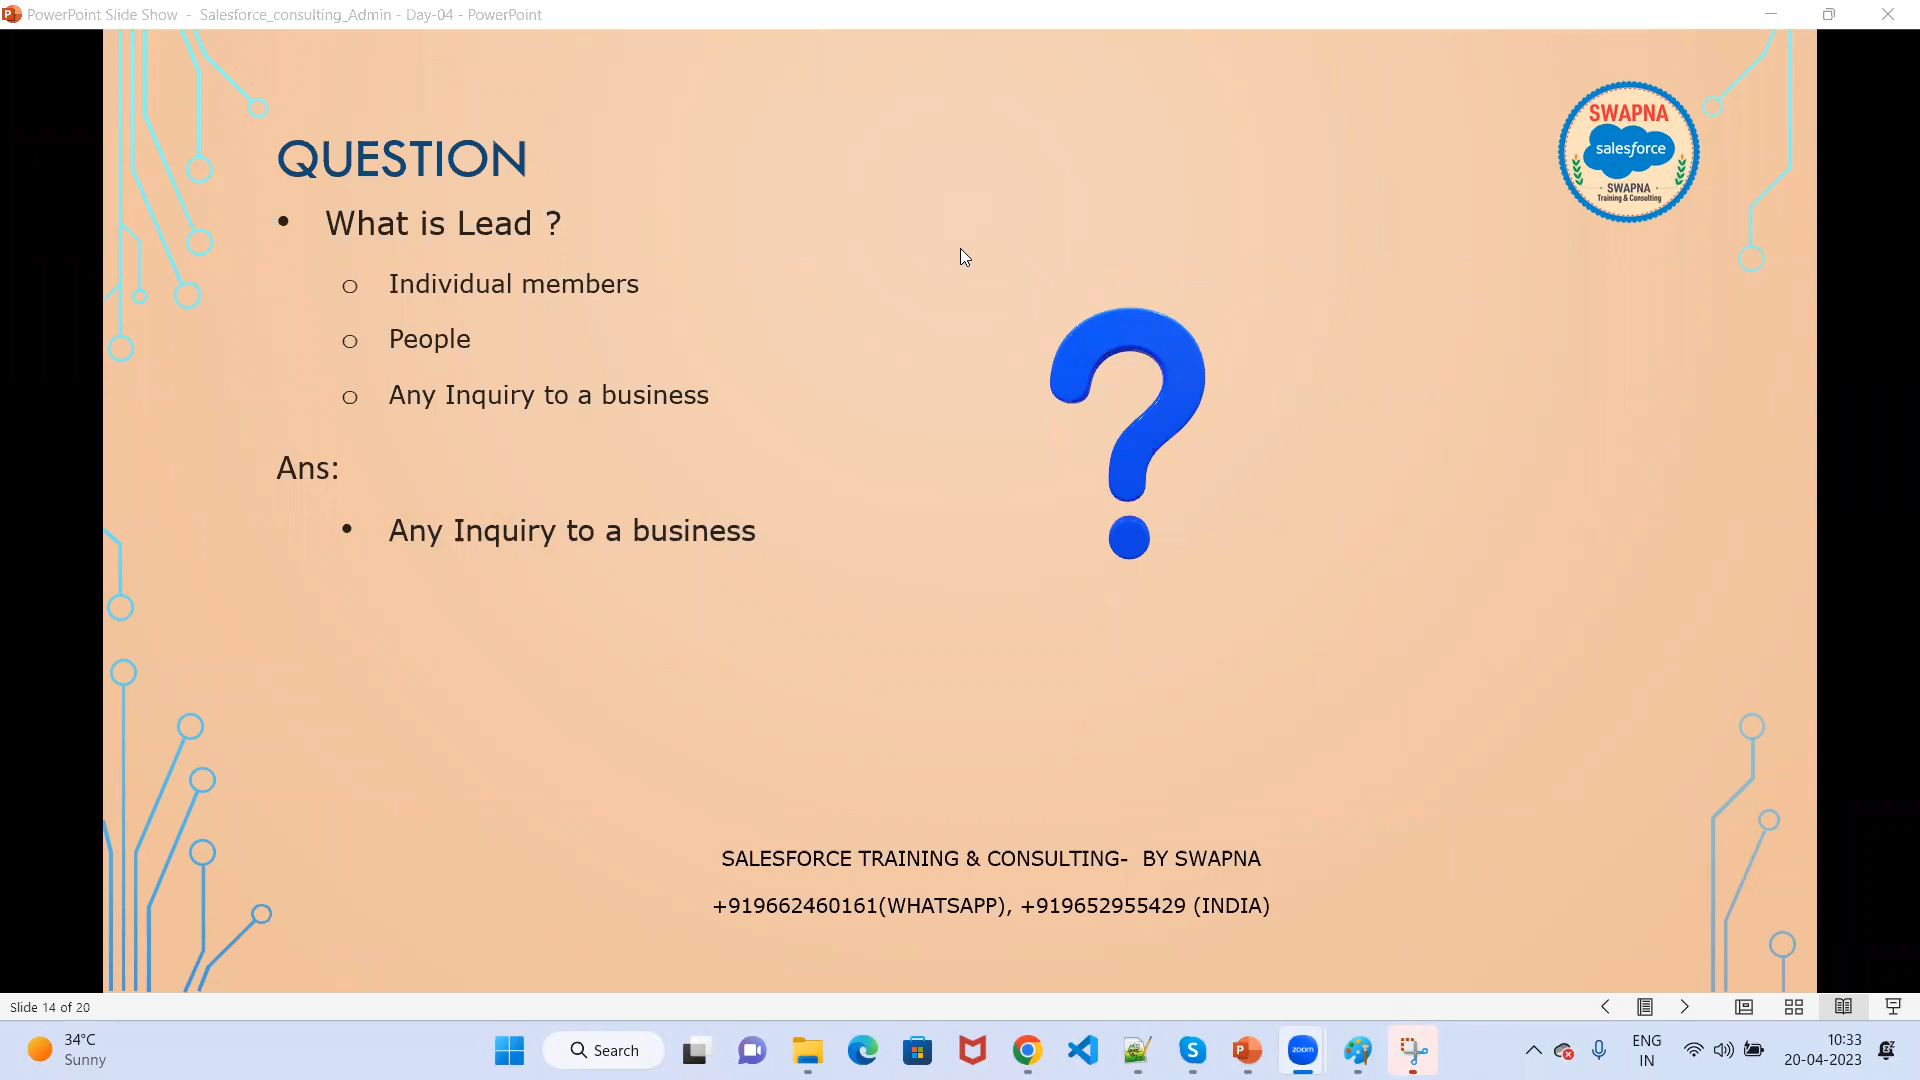 PowerPoint Slide Show - Salesforce_consulting_Admin - Day-04 - PowerPoint
SWAPNA
salesforce
SWAPNA
Training & Consulting
QUESTION
• What is Lead ?
o Individual members
o People
o Any Inquiry to a business
Ans:
• Any Inquiry to a business
SALESFORCE TRAINING & CONSULTING- BY SWAPNA
+919662460161(WHATSAPP), +919652955429 (INDIA)
Slide 14 of 20
34°C
Sunny
Search
zoom
ENG
IN
10:33
20-04-2023